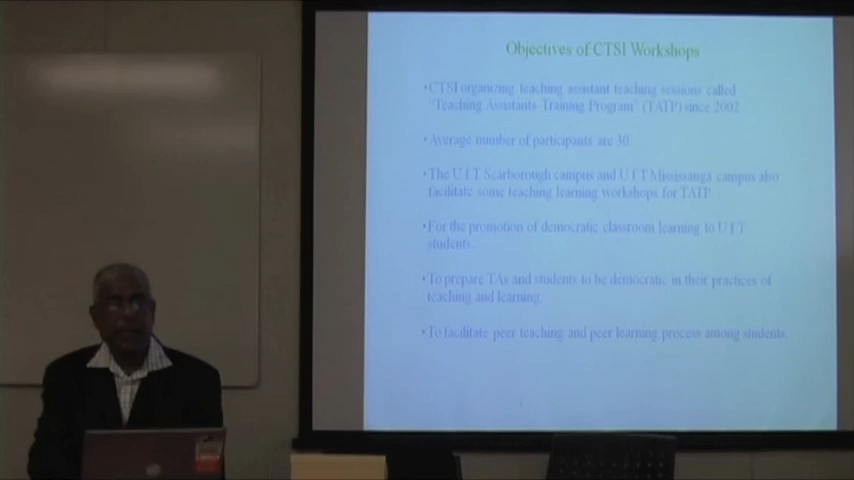 Objectives of CTSI Workshops
•CTSI organizing teaching assistant teaching sessions called
"Teaching Assistants Training Program" (TATP) since 2002
•Average number of participants are 30
•The U f T Scarborough campus and U f T Mississauga campus also
facilitate some teaching learning workshops for TATP
•For the promotion of democratic classroom learning to U f T
students.
•To prepare TAs and students to be democratic in their practices of
teaching and learning.
•To facilitate peer teaching and peer learning process among students.